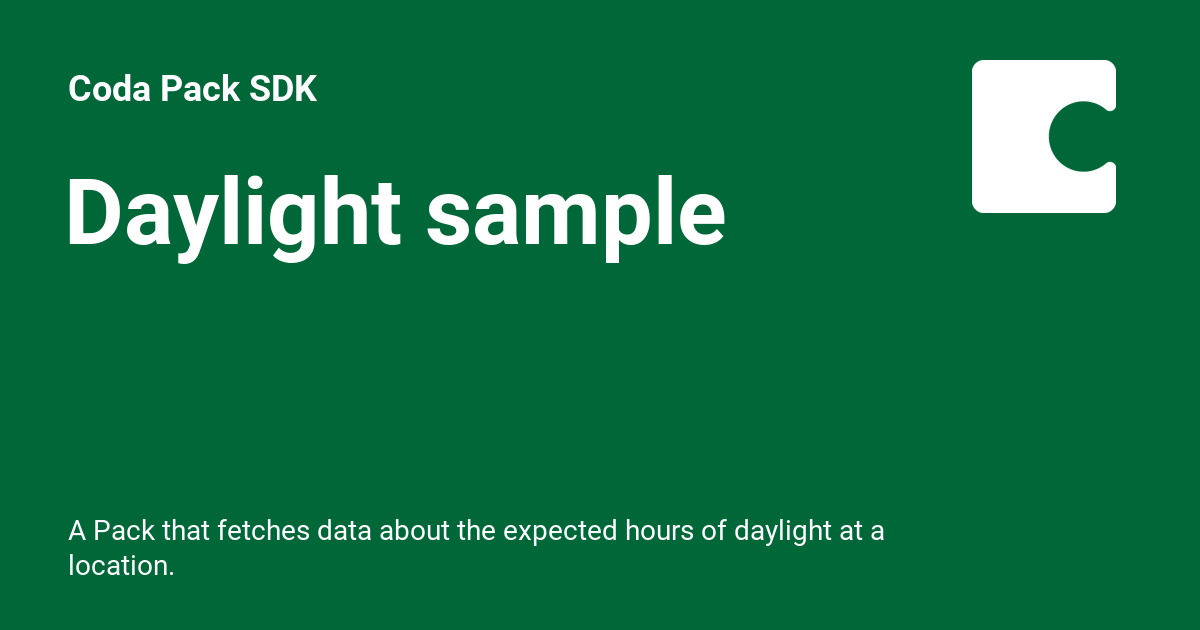 Coda Pack SDK
Daylight sample
A Pack that fetches data about the expected hours of daylight at a
location.